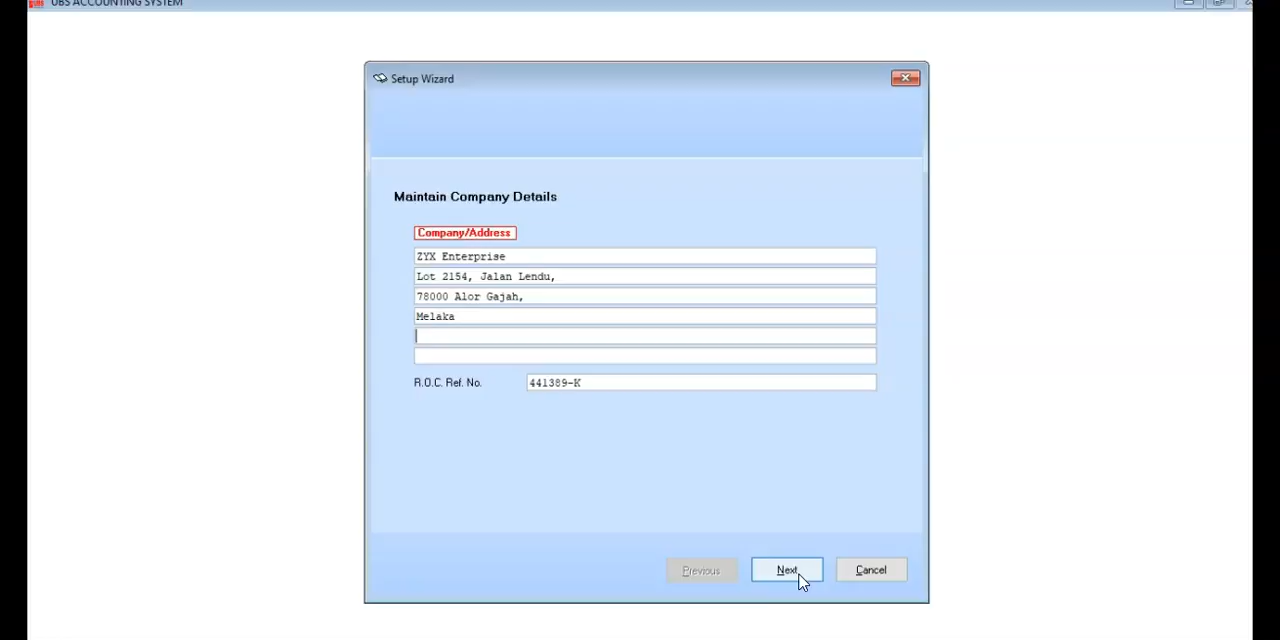 UBS ACCOUNTING SYSTEM
Setup Wizard
Maintain Company Details
Company/Address
ZYX Enterprise
Lot 2154, Jalan Lendu,
78000 Alor Gajah,
Melaka
R.O.C. Ref. No. 441389-K
Previous Next Cancel